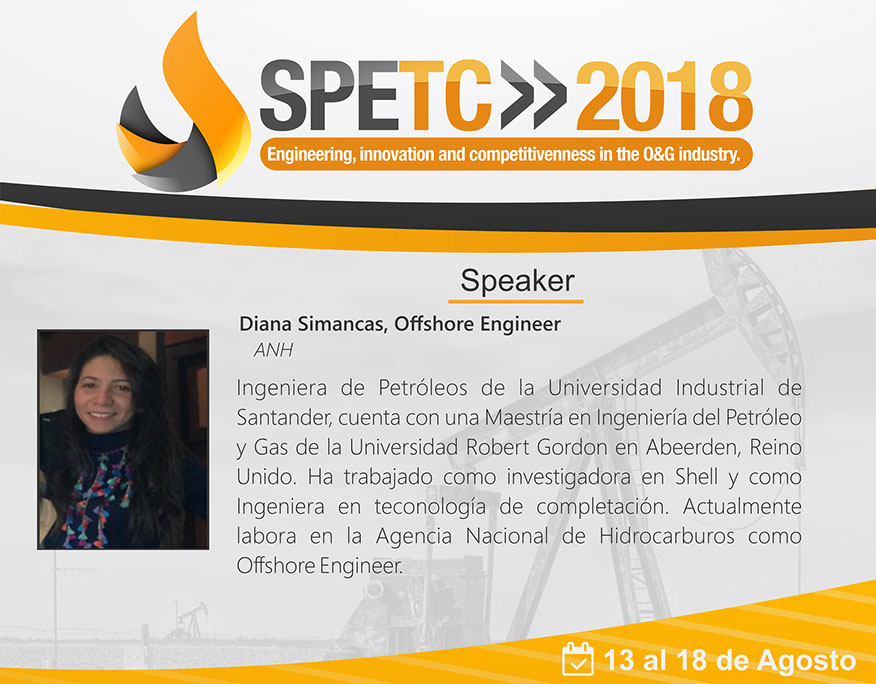 SPETC>>2018
Engineering, innovation and competitivenness in the O&G industry.
Speaker
Diana Simancas, Offshore Engineer
ANH
Ingeniera de Petróleos de la Universidad Industrial de
Santander, cuenta con una Maestría en Ingeniería del Petróleo
y Gas de la Universidad Robert Gordon en Abeerden, Reino
Unido. Ha trabajado como investigadora en Shell y como
Ingeniera en teconología de completación. Actualmente
labora en la Agencia Nacional de Hidrocarburos como
Offshore Engineer.
13 al 18 de Agosto